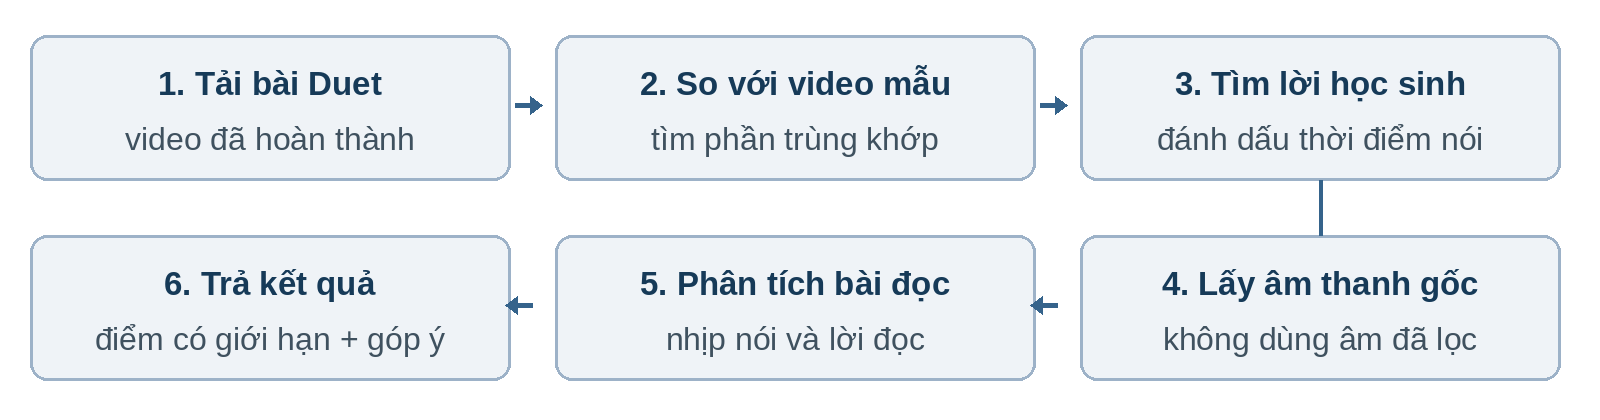 1. Tải bài Duet
video đã hoàn thành
2. So với video mẫu
tìm phần trùng khớp
3. Tìm lời học sinh
đánh dấu thời điểm nói
4. Lấy âm thanh gốc
không dùng âm đã lọc
5. Phân tích bài đọc
nhịp nói và lời đọc
6. Trả kết quả
điểm có giới hạn + góp ý